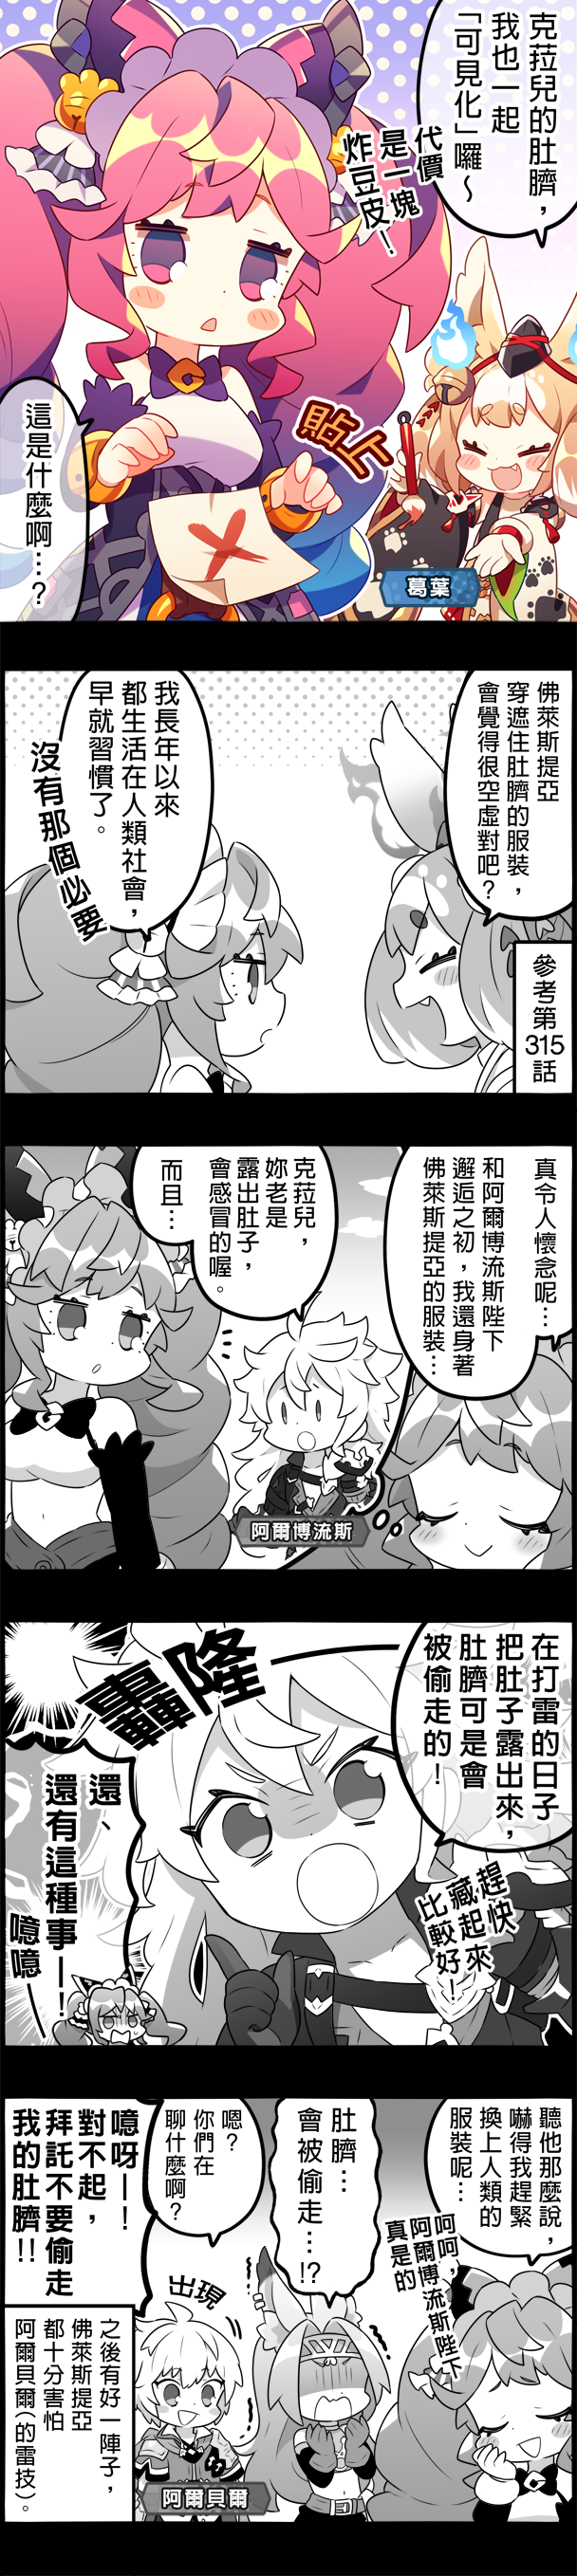 克菈兒的肚臍，
我也一起
「可見化」囉～
代價
是一塊
炸豆皮！
貼上
葛葉
這是什麼啊…？
佛萊斯提亞
穿遮住肚臍的服裝，
會覺得很空虛對吧？
參考第
315
話
我長年以來
都生活在人類社會，
早就習慣了。
沒有那個必要
真令人懷念呢…
和阿爾博流斯陛下
邂逅之初，我還身著
佛萊斯提亞的服裝…
克菈兒，
妳老是
露出肚子，
會感冒的喔。
而且…
阿爾博流斯
在打雷的日子
把肚子露出來，
肚臍可是會
被偷走的！
轟隆
趕快
藏起來
比較好！
還、
還有這種事—！
噫噫—
聽他那麼說，
嚇得我趕緊
換上人類的
服裝呢…
呵呵，
阿爾博流斯陛下
真是的
肚臍…
會被偷走…!?
嗯？
你們在
聊什麼啊？
出現
阿爾貝爾
噫呀—！
對不起，
拜託不要偷走
我的肚臍!!
之後有好一陣子，
佛萊斯提亞
都十分害怕
阿爾貝爾(的雷技)。